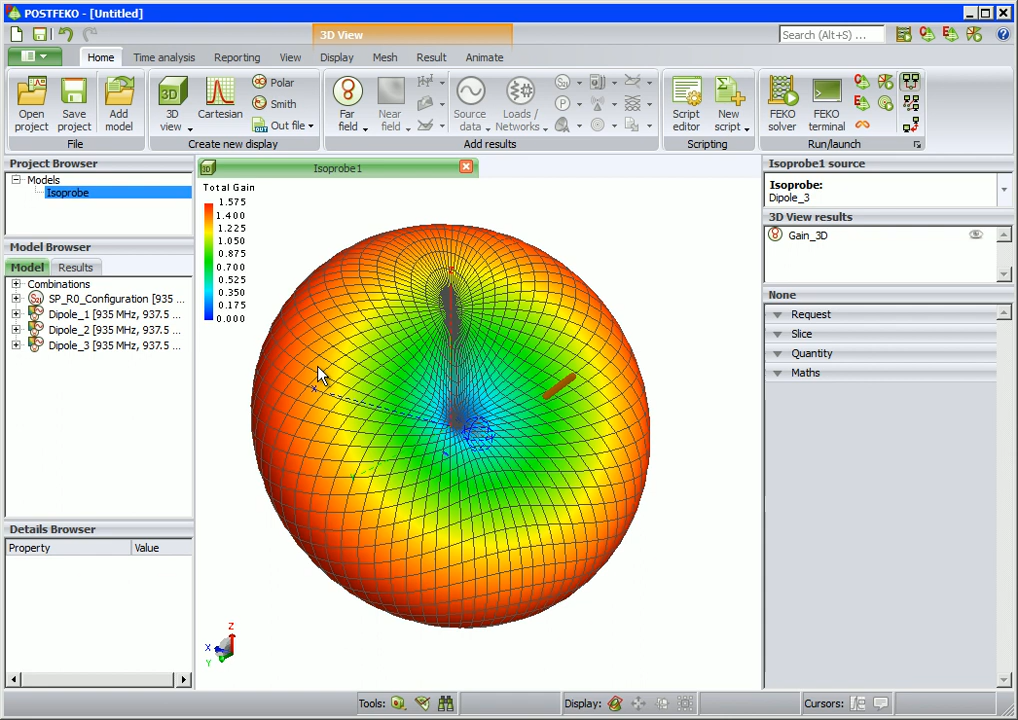 POSTFEKO - [Untitled]
3D View
Search (Alt+S) ...
Home
Time analysis
Reporting
View
Display
Mesh
Result
Animate
Open project
Save project
Add model
File
3D view
Cartesian
Polar
Smith
Out file
Create new display
Far field
Near field
Source data
Loads / Networks
Add results
Script editor
New script
Scripting
FEKO solver
FEKO terminal
Run/launch
Project Browser
Models
Isoprobe
Model Browser
Model
Results
Combinations
SP_R0_Configuration [935 ...
Dipole_1 [935 MHz, 937.5 ...
Dipole_2 [935 MHz, 937.5 ...
Dipole_3 [935 MHz, 937.5 ...
Details Browser
Property
Value
Isoprobe1
Total Gain
1.575
1.400
1.225
1.050
0.875
0.700
0.525
0.350
0.175
0.000
Z
X
Y
Isoprobe1 source
Isoprobe:
Dipole_3
3D View results
Gain_3D
None
Request
Slice
Quantity
Maths
Tools:
Display:
Cursors: